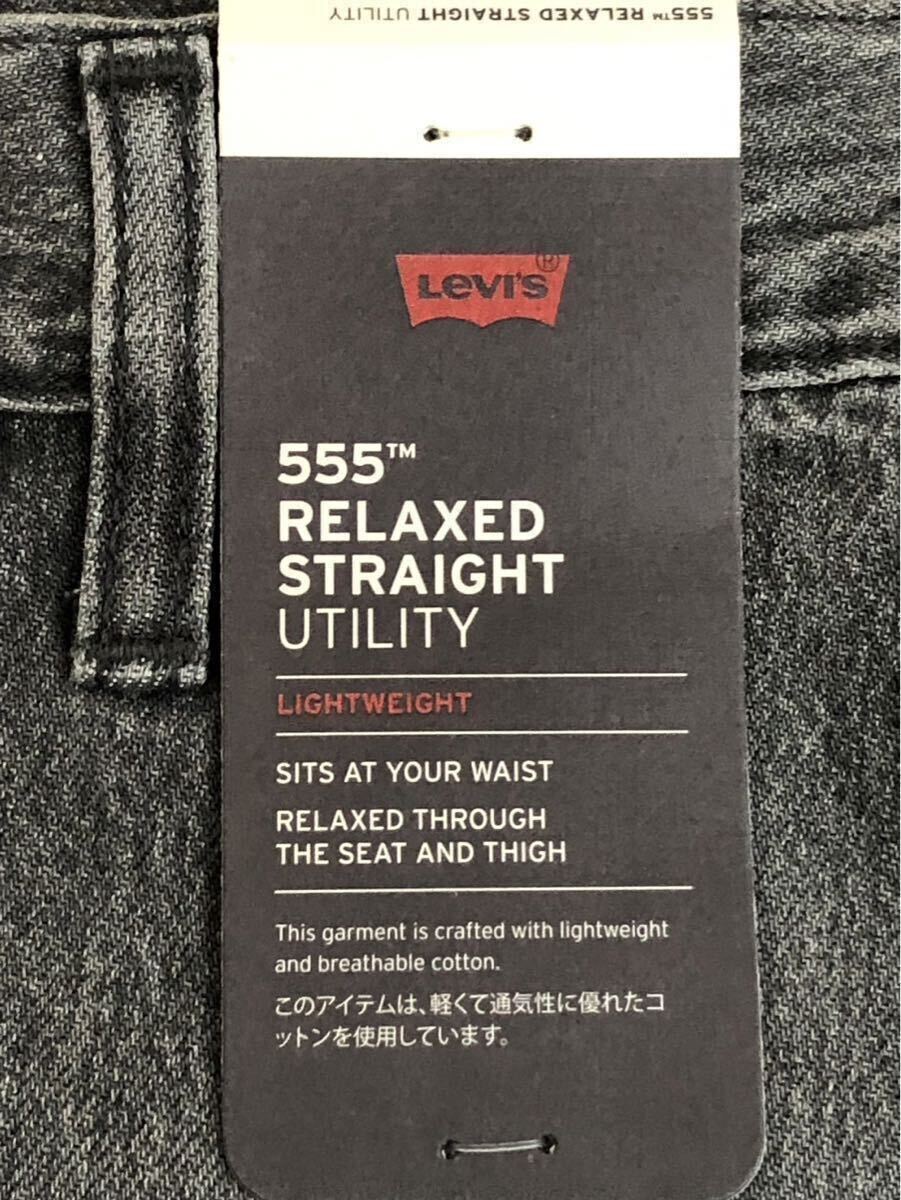 555™ RELAXED STRAIGHT UTILITY
Levi's®
555™
RELAXED
STRAIGHT
UTILITY
LIGHTWEIGHT
SITS AT YOUR WAIST
RELAXED THROUGH
THE SEAT AND THIGH
This garment is crafted with lightweight
and breathable cotton.
このアイテムは、軽くて通気性に優れたコ
ットンを使用しています。